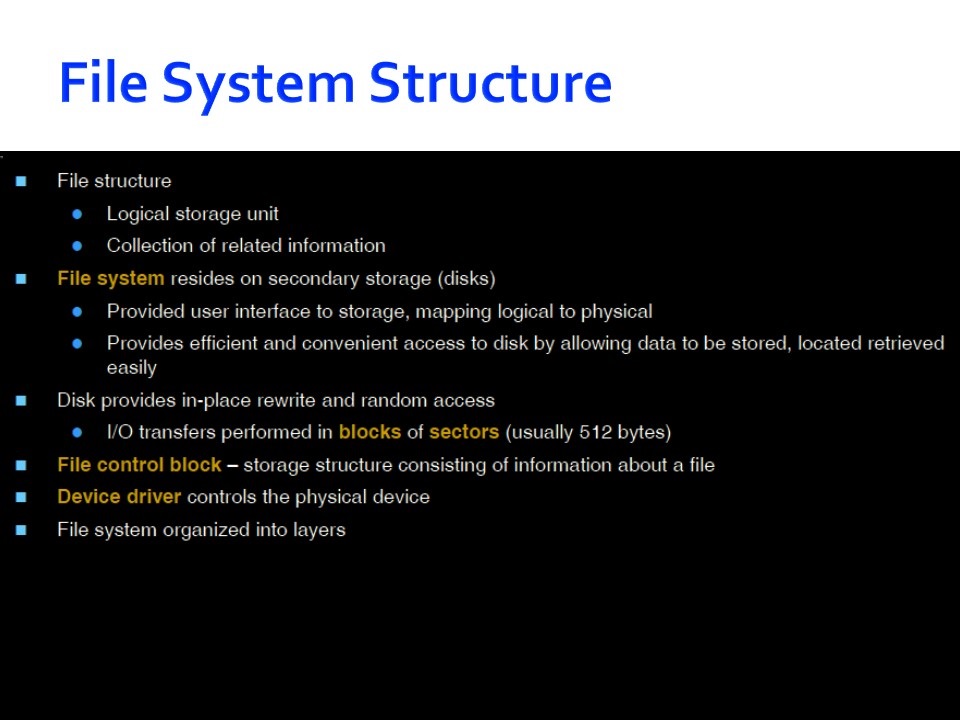 File System Structure
File structure
Logical storage unit
Collection of related information
File system resides on secondary storage (disks)
Provided user interface to storage, mapping logical to physical
Provides efficient and convenient access to disk by allowing data to be stored, located retrieved
easily
Disk provides in-place rewrite and random access
I/O transfers performed in blocks of sectors (usually 512 bytes)
File control block – storage structure consisting of information about a file
Device driver controls the physical device
File system organized into layers